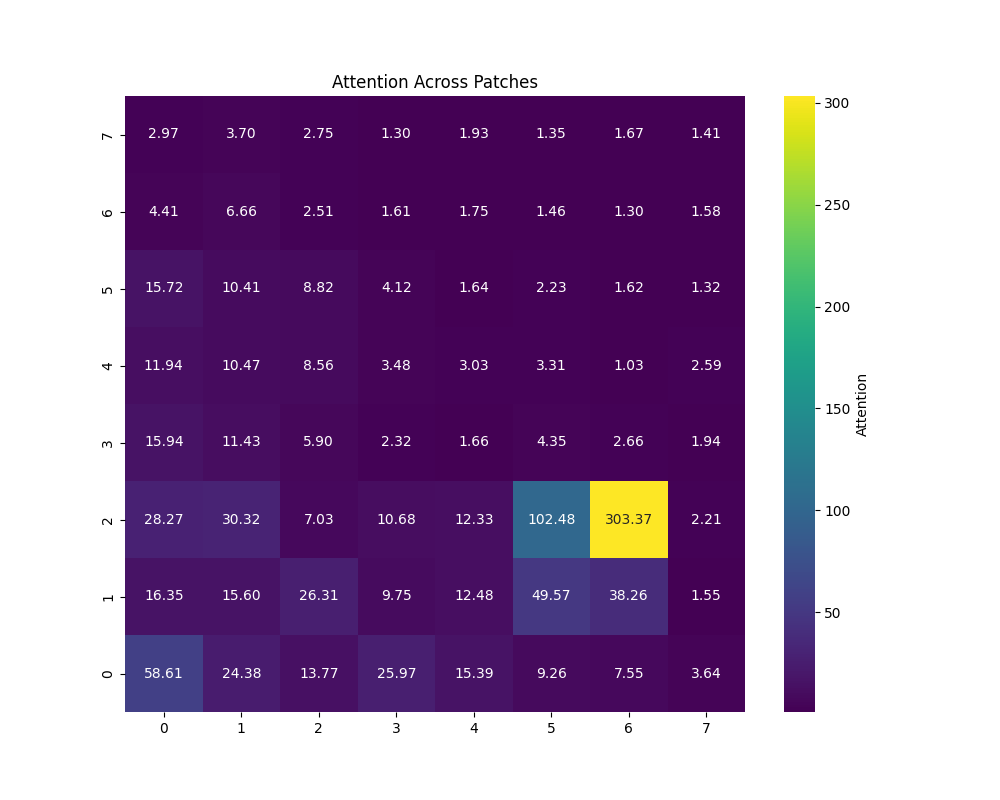 Attention Across Patches
7 2.97 3.70 2.75 1.30 1.93 1.35 1.67 1.41
6 4.41 6.66 2.51 1.61 1.75 1.46 1.30 1.58
5 15.72 10.41 8.82 4.12 1.64 2.23 1.62 1.32
4 11.94 10.47 8.56 3.48 3.03 3.31 1.03 2.59
3 15.94 11.43 5.90 2.32 1.66 4.35 2.66 1.94
2 28.27 30.32 7.03 10.68 12.33 102.48 303.37 2.21
1 16.35 15.60 26.31 9.75 12.48 49.57 38.26 1.55
0 58.61 24.38 13.77 25.97 15.39 9.26 7.55 3.64
0 1 2 3 4 5 6 7
300
250
200
150
100
50
Attention